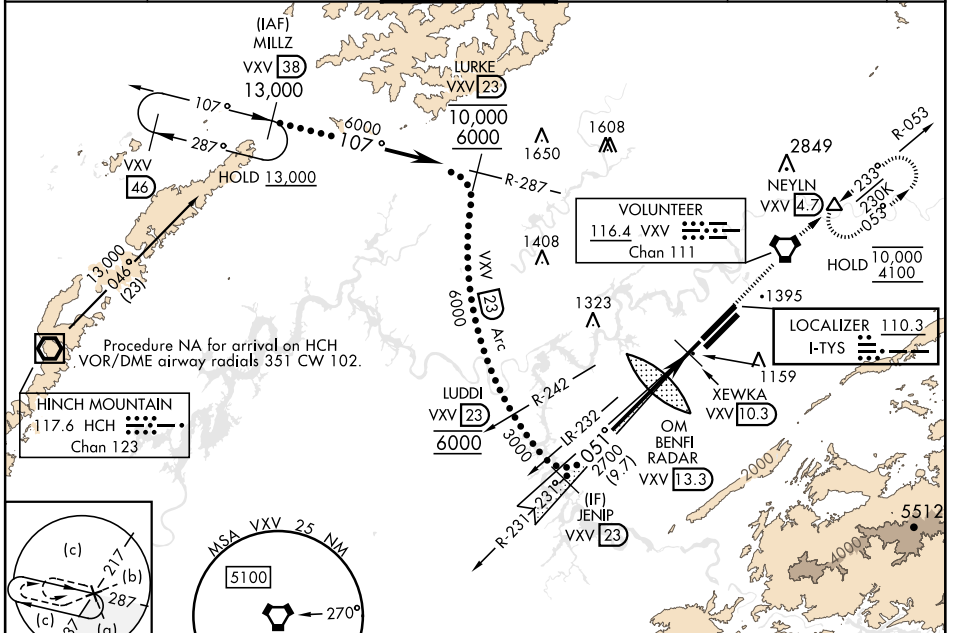 (IAF)
MILLZ
VXV 38
13,000
107°
287°
VXV
46
HOLD 13,000
6000
107°
LURKE
VXV 23
10,000
6000
R-287
1650
1608
1408
1323
2849
NEYLN
VXV 4.7
R-053
233°
230K
053°
HOLD 10,000
4100
VOLUNTEER
116.4 VXV
Chan 111
1395
LOCALIZER 110.3
I-TYS
1159
XEWKA
VXV 10.3
OM
BENFI
RADAR
VXV 13.3
13,000
046°
(23)
Procedure NA for arrival on HCH
VOR/DME airway radials 351 CW 102.
HINCH MOUNTAIN
117.6 HCH
Chan 123
VXV 23 Arc
6000
LUDDI
VXV 23
6000
R-242
3000
LR-232
051°
2700
(9.7)
231°
R-231
(IF)
JENIP
VXV 23
2000
4000
5512
(c)
217
(b)
287
(c)
37
(a)
MSA VXV 25 NM
5100
270°